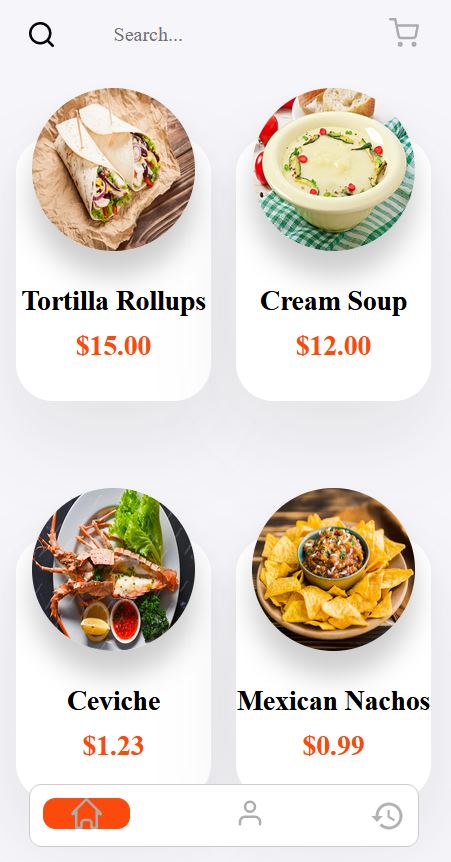 Search...
Tortilla Rollups
$15.00
Cream Soup
$12.00
Ceviche
$1.23
Mexican Nachos
$0.99